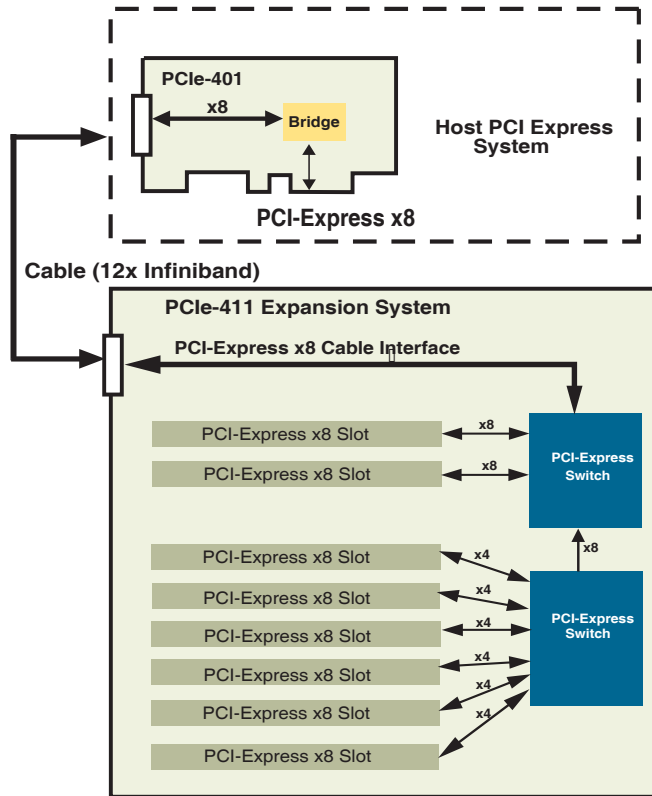 PCIe-401
x8
Bridge
Host PCI Express
System
PCI-Express x8
Cable (12x Infiniband)
PCIe-411 Expansion System
PCI-Express x8 Cable Interface
PCI-Express x8 Slot
x8
PCI-Express x8 Slot
x8
PCI-Express
Switch
x8
PCI-Express x8 Slot
x4
PCI-Express x8 Slot
x4
PCI-Express x8 Slot
x4
PCI-Express x8 Slot
x4
PCI-Express x8 Slot
x4
PCI-Express x8 Slot
x4
PCI-Express
Switch